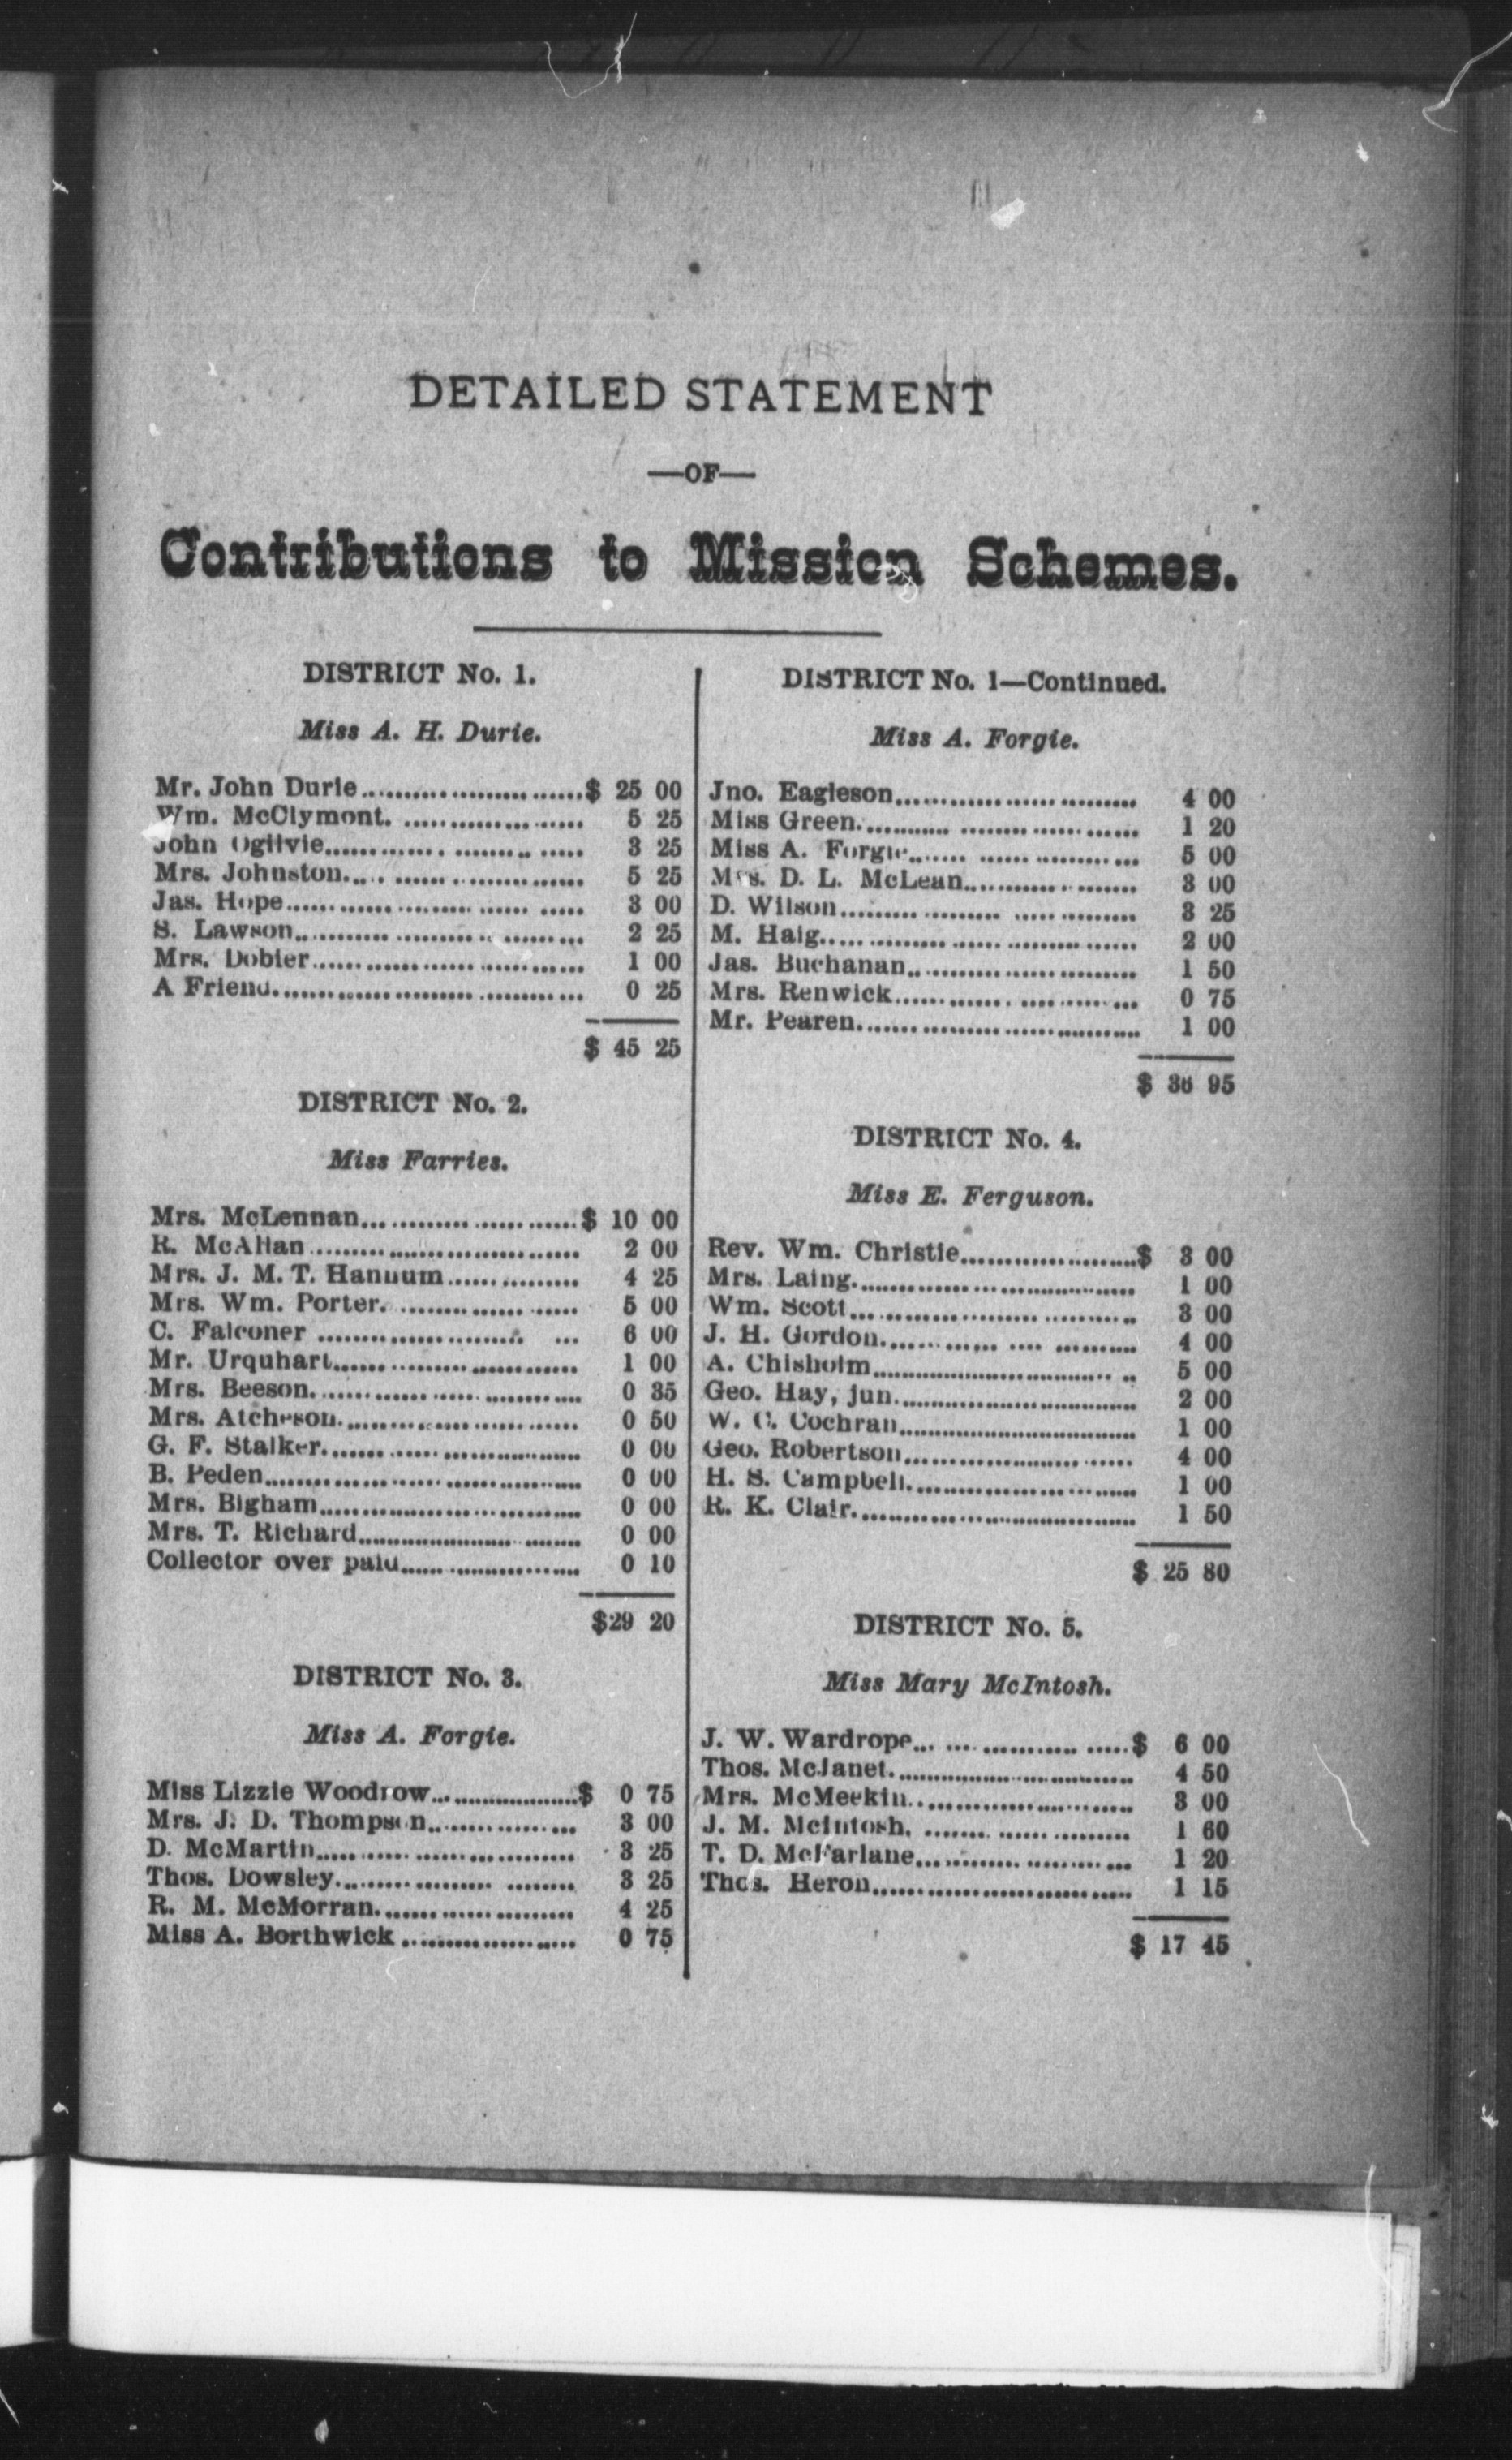 DETAILED STATEMENT
—OF—
Contributions to Mission Schemes.
DISTRICT No. 1.
Miss A. H. Durie.
Mr. John Durie..............................$ 25 00
Wm. McClymont. .......................... 5 25
John Ogilvie.............................. 3 25
Mrs. Johnston............................. 5 25
Jas. Hope................................. 3 00
S. Lawson................................. 2 25
Mrs. Dobier............................... 1 00
A Friend.................................. 0 25
$ 45 25
DISTRICT No. 2.
Miss Farries.
Mrs. McLennan.............................$ 10 00
R. McAllan................................ 2 00
Mrs. J. M. T. Hannum...................... 4 25
Mrs. Wm. Porter. ......................... 5 00
C. Falconer .............................. 6 00
Mr. Urquhart.............................. 1 00
Mrs. Beeson............................... 0 35
Mrs. Atcheson............................. 0 50
G. F. Stalker............................. 0 00
B. Peden.................................. 0 00
Mrs. Bigham............................... 0 00
Mrs. T. Richard........................... 0 00
Collector over paid....................... 0 10
$29 20
DISTRICT No. 3.
Miss A. Forgie.
Miss Lizzie Woodrow.......................$ 0 75
Mrs. J. D. Thompson....................... 3 00
D. McMartin............................... 3 25
Thos. Dowsley............................. 3 25
R. M. McMorran............................ 4 25
Miss A. Borthwick ........................ 0 75
DISTRICT No. 1—Continued.
Miss A. Forgie.
Jno. Eagleson............................. 4 00
Miss Green................................ 1 20
Miss A. Forgie............................ 5 00
Mrs. D. L. McLean......................... 3 00
D. Wilson................................. 3 25
M. Haig................................... 2 00
Jas. Buchanan............................. 1 50
Mrs. Renwick.............................. 0 75
Mr. Pearen................................ 1 00
$ 36 95
DISTRICT No. 4.
Miss E. Ferguson.
Rev. Wm. Christie.........................$ 3 00
Mrs. Laing................................ 1 00
Wm. Scott................................. 3 00
J. H. Gordon.............................. 4 00
A. Chisholm............................... 5 00
Geo. Hay, jun............................. 2 00
W. C. Cochran............................. 1 00
Geo. Robertson............................ 4 00
H. S. Campbell............................ 1 00
R. K. Clair............................... 1 50
$ 25 80
DISTRICT No. 5.
Miss Mary McIntosh.
J. W. Wardrope............................$ 6 00
Thos. McJanet............................. 4 50
Mrs. McMeekin............................. 3 00
J. M. McIntosh. .......................... 1 60
T. D. McFarlane........................... 1 20
Thos. Heron............................... 1 15
$ 17 45